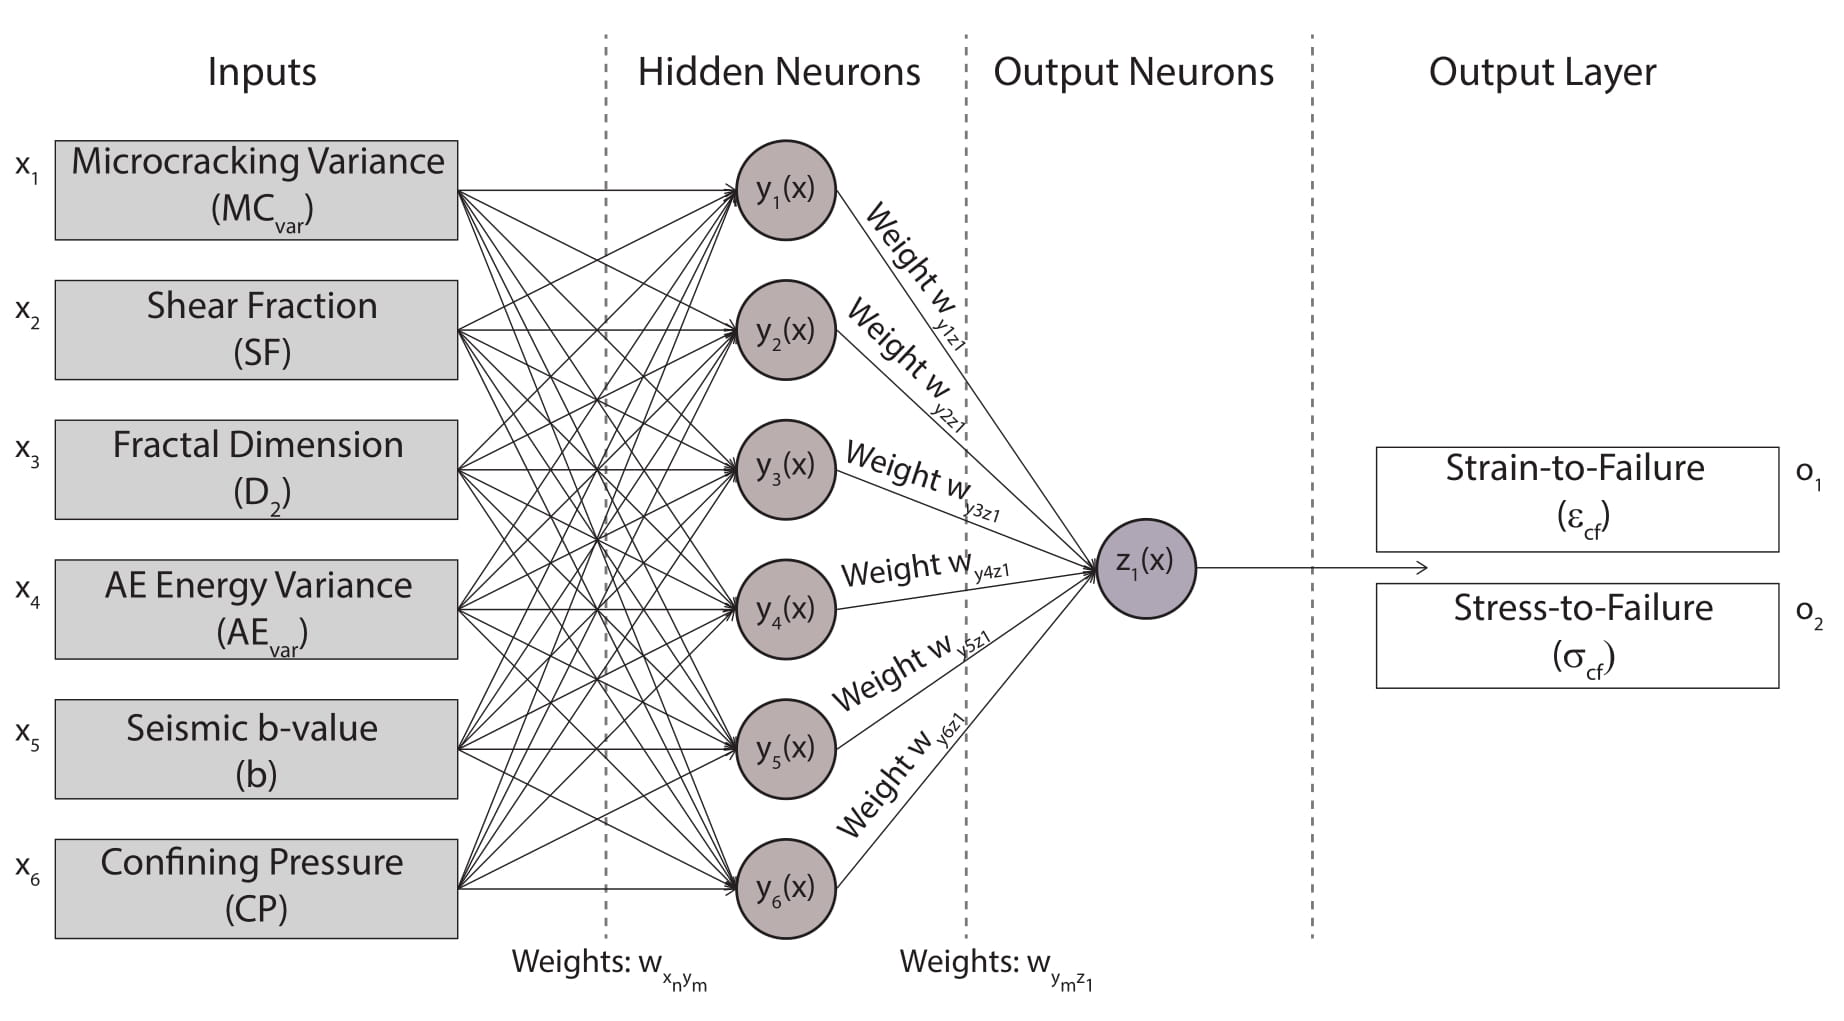 Inputs
Hidden Neurons
Output Neurons
Output Layer
x1
Microcracking Variance
(MCvar)
x2
Shear Fraction
(SF)
x3
Fractal Dimension
(D2)
x4
AE Energy Variance
(AEvar)
x5
Seismic b-value
(b)
x6
Confining Pressure
(CP)
y1(x)
y2(x)
y3(x)
y4(x)
y5(x)
y6(x)
Weight wy1z1
Weight wy2z1
Weight wy3z1
Weight wy4z1
Weight wy5z1
Weight wy6z1
z1(x)
Strain-to-Failure
(εcf)
o1
Stress-to-Failure
(σcf)
o2
Weights: wxnym
Weights: wymz1